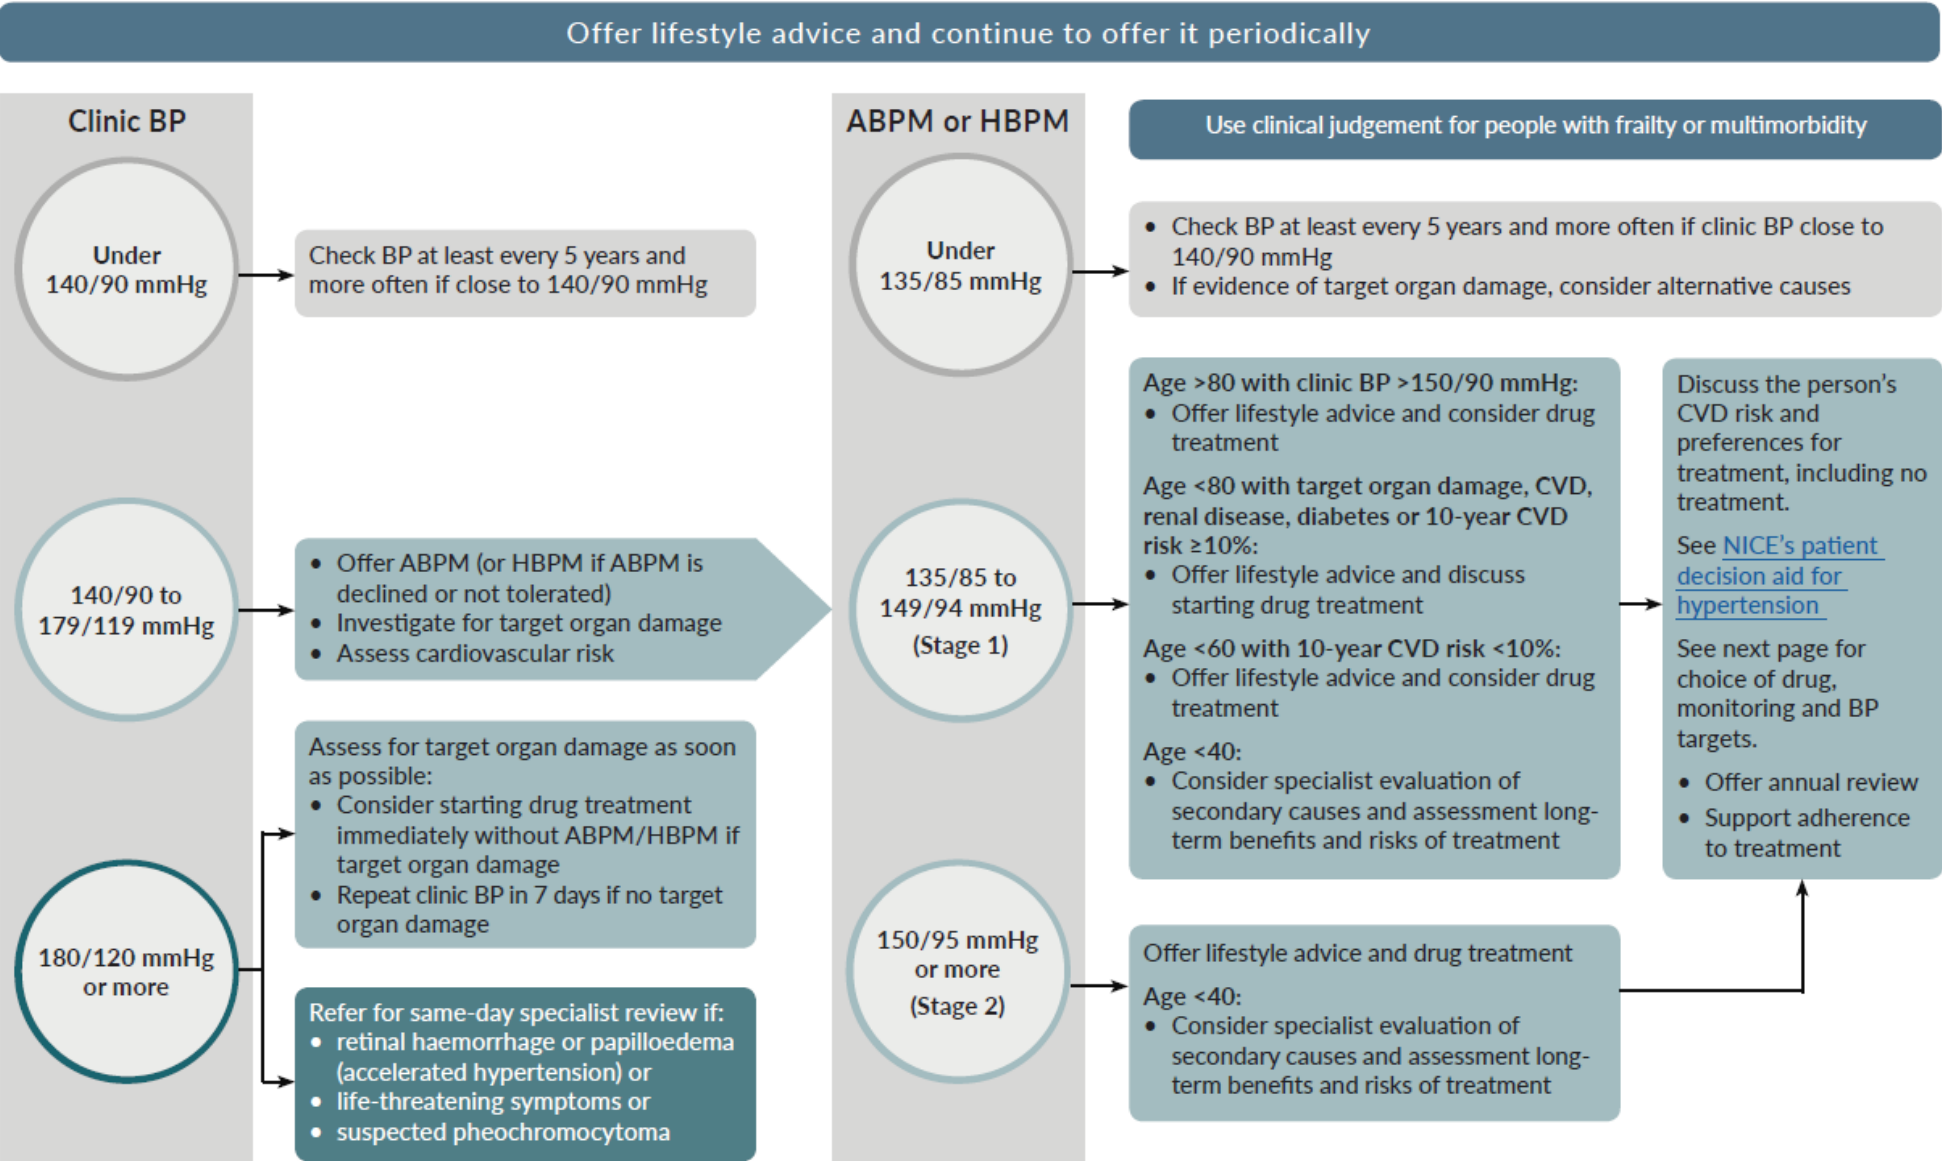 Offer lifestyle advice and continue to offer it periodically
Clinic BP
Under
140/90 mmHg
Check BP at least every 5 years and
more often if close to 140/90 mmHg
140/90 to
179/119 mmHg
• Offer ABPM (or HBPM if ABPM is
declined or not tolerated)
• Investigate for target organ damage
• Assess cardiovascular risk
180/120 mmHg
or more
Assess for target organ damage as soon
as possible:
• Consider starting drug treatment
immediately without ABPM/HBPM if
target organ damage
• Repeat clinic BP in 7 days if no target
organ damage
Refer for same-day specialist review if:
• retinal haemorrhage or papilloedema
(accelerated hypertension) or
• life-threatening symptoms or
• suspected pheochromocytoma
ABPM or HBPM
Use clinical judgement for people with frailty or multimorbidity
Under
135/85 mmHg
• Check BP at least every 5 years and more often if clinic BP close to
140/90 mmHg
• If evidence of target organ damage, consider alternative causes
135/85 to
149/94 mmHg
(Stage 1)
Age >80 with clinic BP >150/90 mmHg:
• Offer lifestyle advice and consider drug
treatment
Age <80 with target organ damage, CVD,
renal disease, diabetes or 10-year CVD
risk ≥10%:
• Offer lifestyle advice and discuss
starting drug treatment
Age <60 with 10-year CVD risk <10%:
• Offer lifestyle advice and consider drug
treatment
Age <40:
• Consider specialist evaluation of
secondary causes and assessment long-
term benefits and risks of treatment
Discuss the person's
CVD risk and
preferences for
treatment, including no
treatment.
See NICE's patient
decision aid for
hypertension
See next page for
choice of drug,
monitoring and BP
targets.
• Offer annual review
• Support adherence
to treatment
150/95 mmHg
or more
(Stage 2)
Offer lifestyle advice and drug treatment
Age <40:
• Consider specialist evaluation of
secondary causes and assessment long-
term benefits and risks of treatment